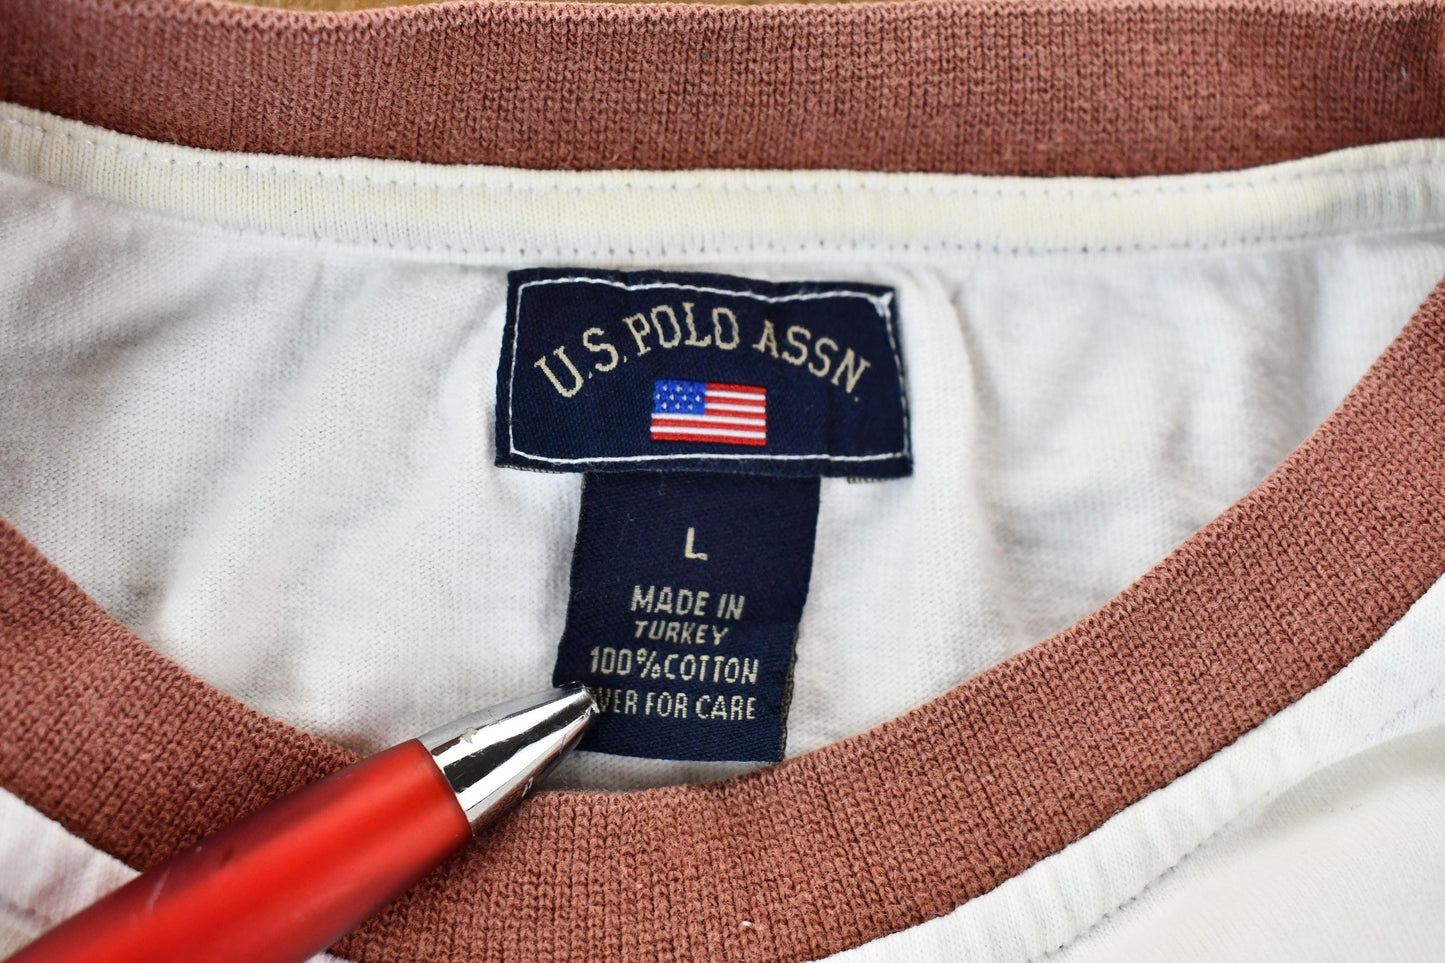 U.S. POLO ASSN.
L
MADE IN
TURKEY
100% COTTON
VER FOR CARE